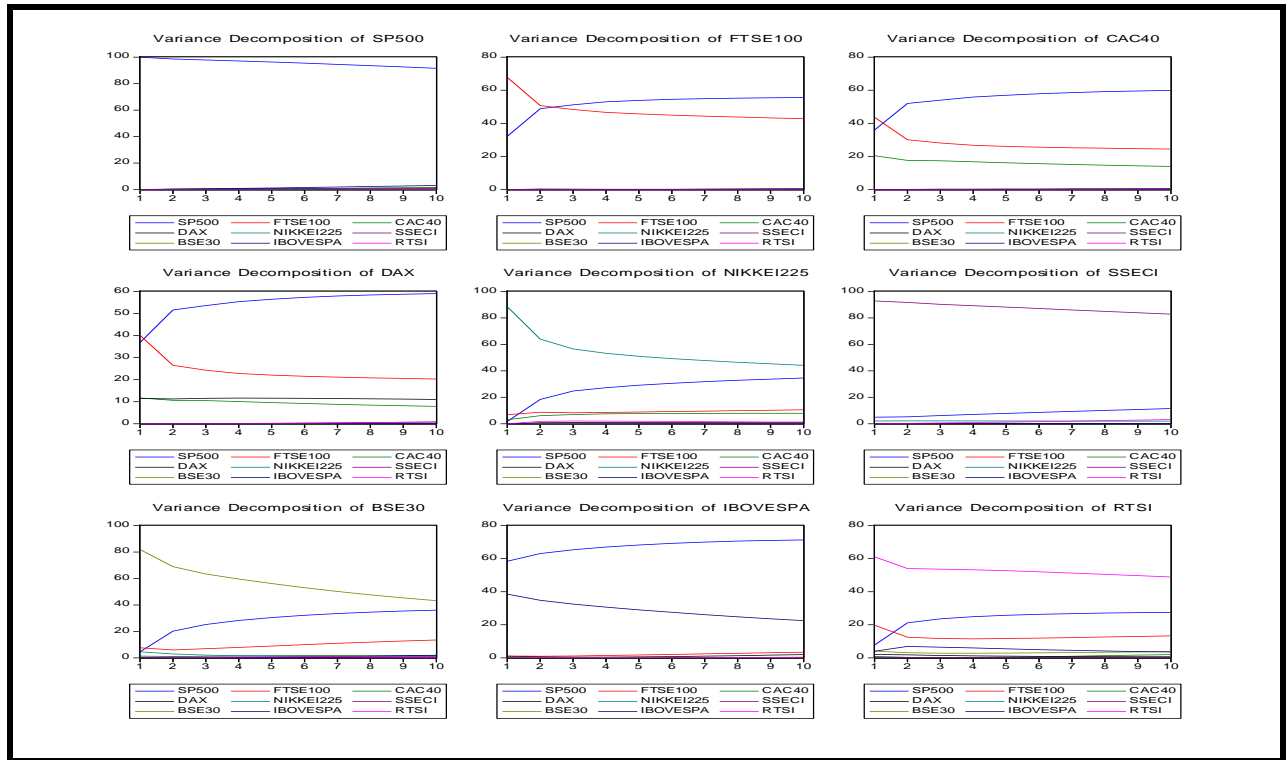 Variance Decomposition of SP500
100
80
60
40
20
0
1 2 3 4 5 6 7 8 9 10
SP500 FTSE100 CAC40
DAX NIKKEI225 SSECI
BSE30 IBOVESPA RTSI
Variance Decomposition of FTSE100
80
60
40
20
0
1 2 3 4 5 6 7 8 9 10
SP500 FTSE100 CAC40
DAX NIKKEI225 SSECI
BSE30 IBOVESPA RTSI
Variance Decomposition of CAC40
80
60
40
20
0
1 2 3 4 5 6 7 8 9 10
SP500 FTSE100 CAC40
DAX NIKKEI225 SSECI
BSE30 IBOVESPA RTSI
Variance Decomposition of DAX
60
50
40
30
20
10
0
1 2 3 4 5 6 7 8 9 10
SP500 FTSE100 CAC40
DAX NIKKEI225 SSECI
BSE30 IBOVESPA RTSI
Variance Decomposition of NIKKEI225
100
80
60
40
20
0
1 2 3 4 5 6 7 8 9 10
SP500 FTSE100 CAC40
DAX NIKKEI225 SSECI
BSE30 IBOVESPA RTSI
Variance Decomposition of SSECI
100
80
60
40
20
0
1 2 3 4 5 6 7 8 9 10
SP500 FTSE100 CAC40
DAX NIKKEI225 SSECI
BSE30 IBOVESPA RTSI
Variance Decomposition of BSE30
100
80
60
40
20
0
1 2 3 4 5 6 7 8 9 10
SP500 FTSE100 CAC40
DAX NIKKEI225 SSECI
BSE30 IBOVESPA RTSI
Variance Decomposition of IBOVESPA
80
60
40
20
0
1 2 3 4 5 6 7 8 9 10
SP500 FTSE100 CAC40
DAX NIKKEI225 SSECI
BSE30 IBOVESPA RTSI
Variance Decomposition of RTSI
80
60
40
20
0
1 2 3 4 5 6 7 8 9 10
SP500 FTSE100 CAC40
DAX NIKKEI225 SSECI
BSE30 IBOVESPA RTSI